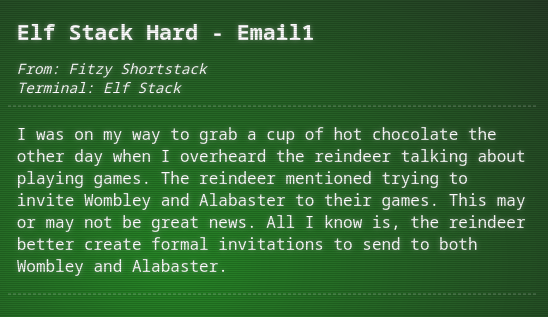 Elf Stack Hard - Email1
From: Fitzy Shortstack
Terminal: Elf Stack
I was on my way to grab a cup of hot chocolate the
other day when I overheard the reindeer talking about
playing games. The reindeer mentioned trying to
invite Wombley and Alabaster to their games. This may
or may not be great news. All I know is, the reindeer
better create formal invitations to send to both
Wombley and Alabaster.